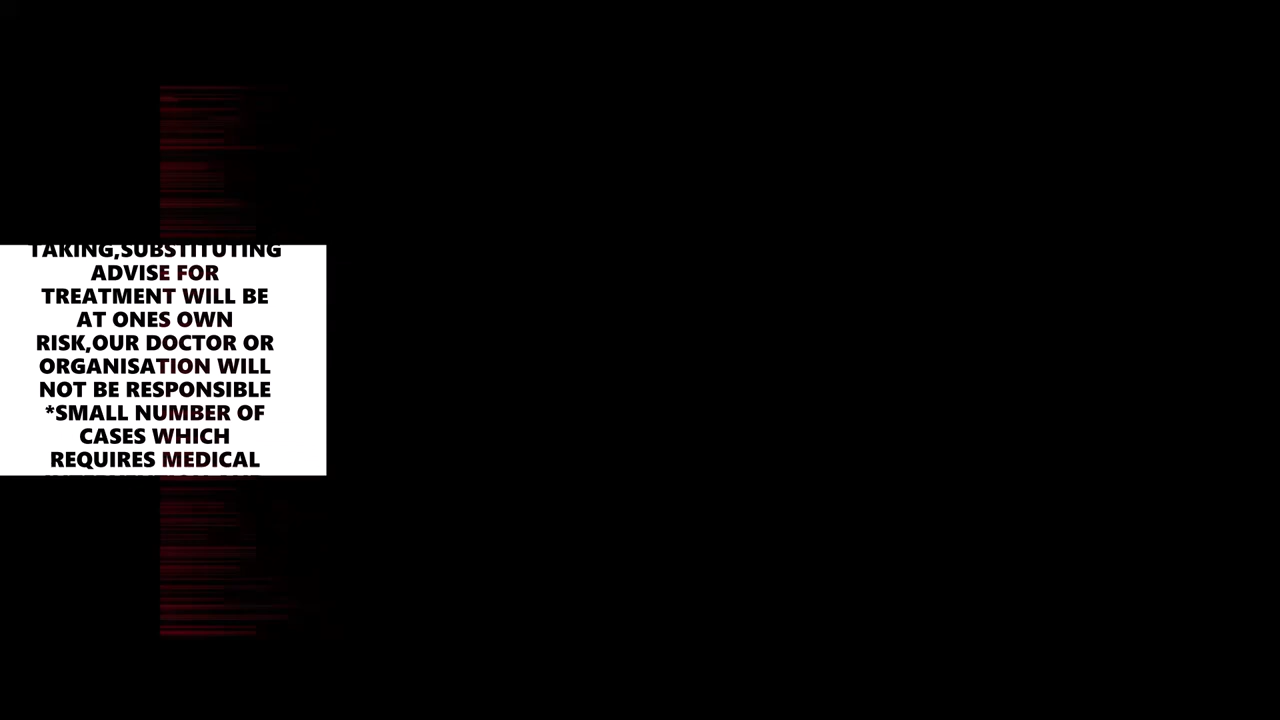 TAKING,SUBSTITUTING
ADVISE FOR
TREATMENT WILL BE
AT ONES OWN
RISK,OUR DOCTOR OR
ORGANISATION WILL
NOT BE RESPONSIBLE
*SMALL NUMBER OF
CASES WHICH
REQUIRES MEDICAL